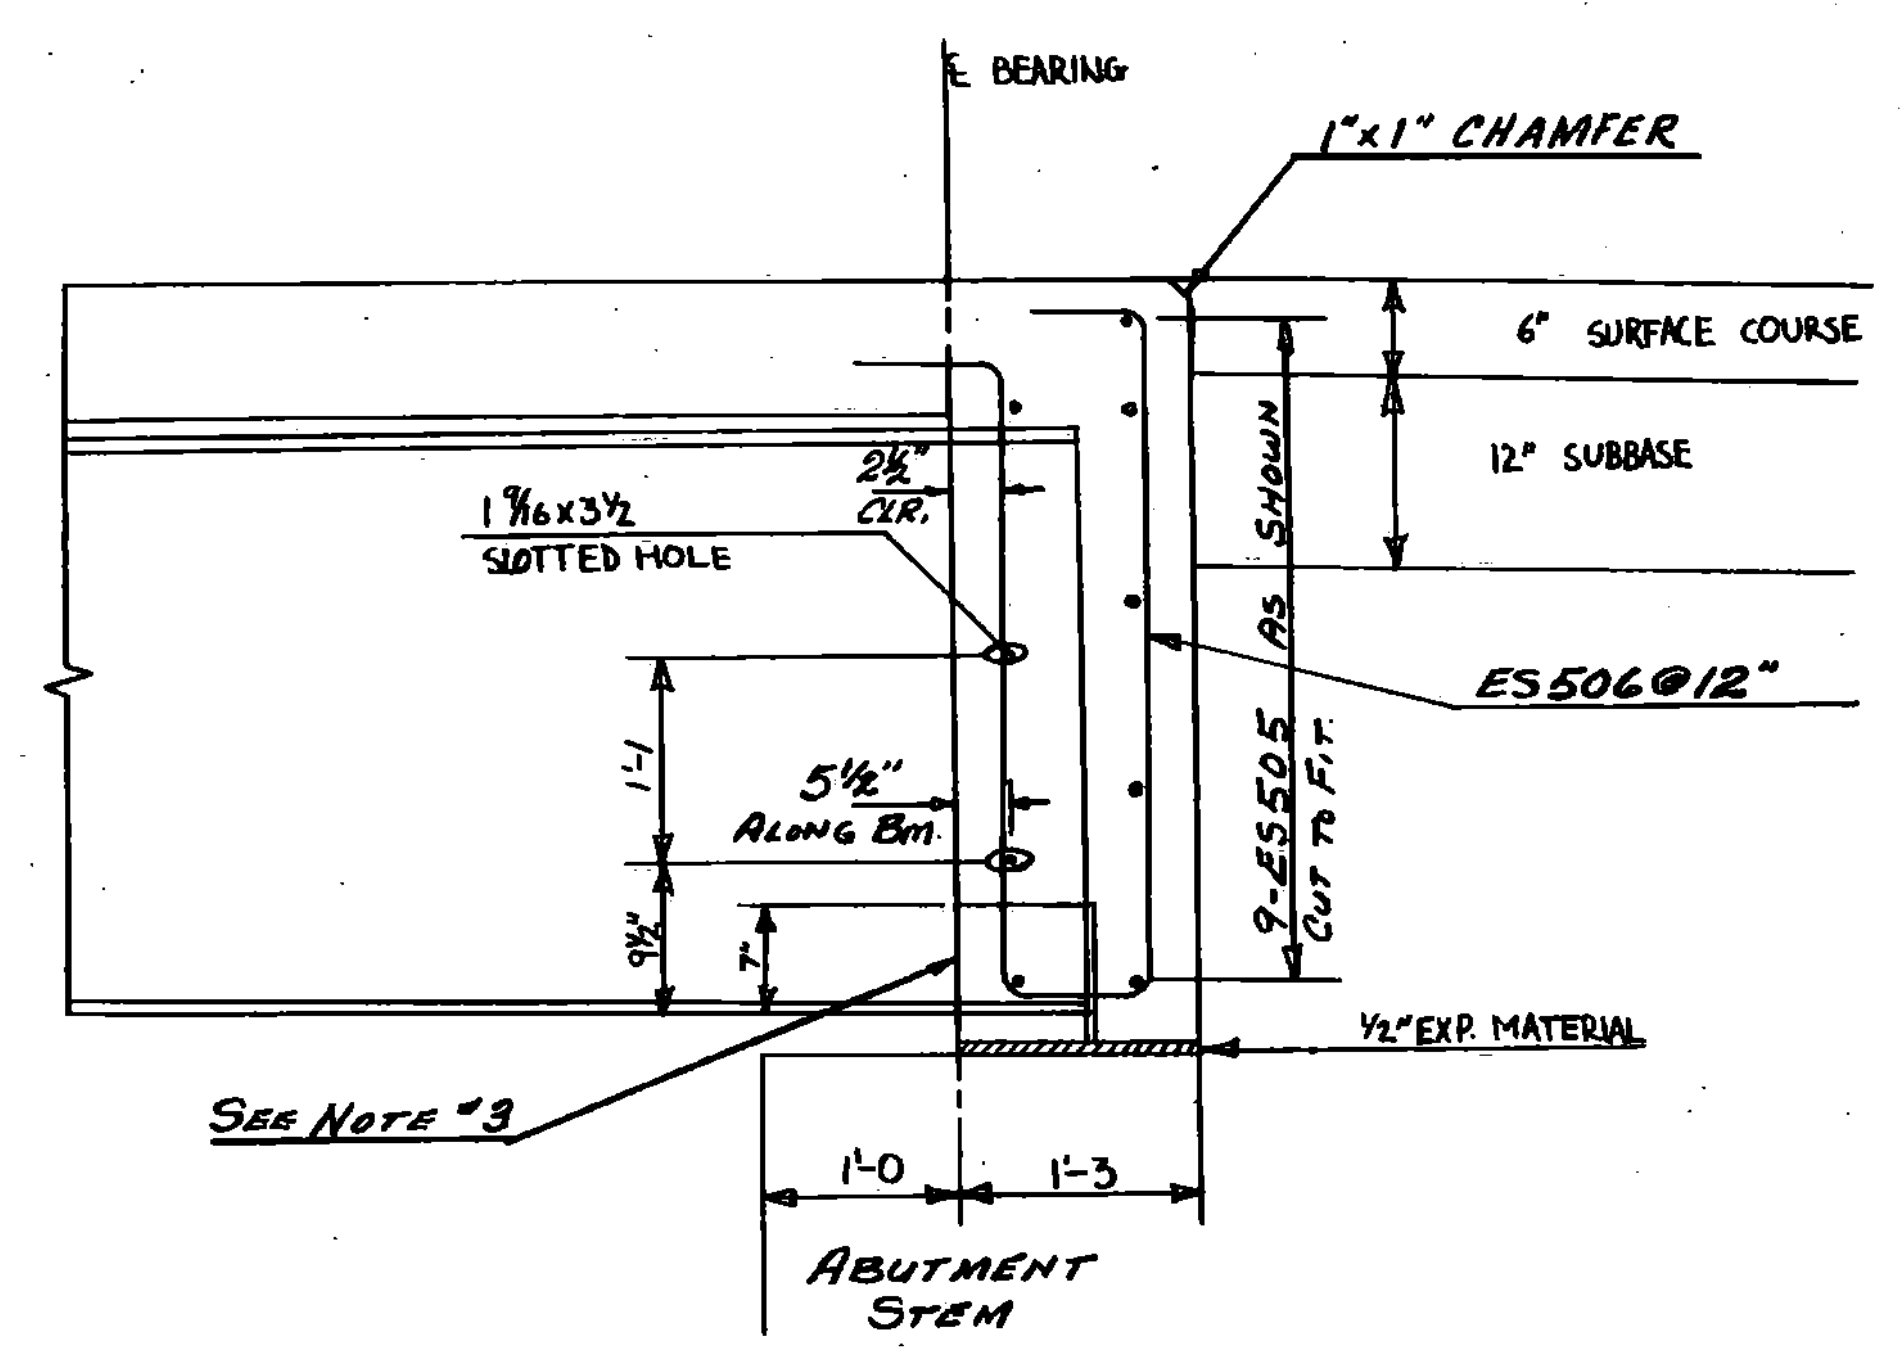 ℄ BEARING
1"x1" CHAMFER
6" SURFACE COURSE
12" SUBBASE
2½"
CLR.
1 9/16 x 3½
SLOTTED HOLE
9-ES505 AS SHOWN
CUT TO FIT.
ES506@12"
1'-1
5½"
ALONG BM.
9½"
7"
½" EXP. MATERIAL
SEE NOTE #3
1'-0
1'-3
ABUTMENT
STEM